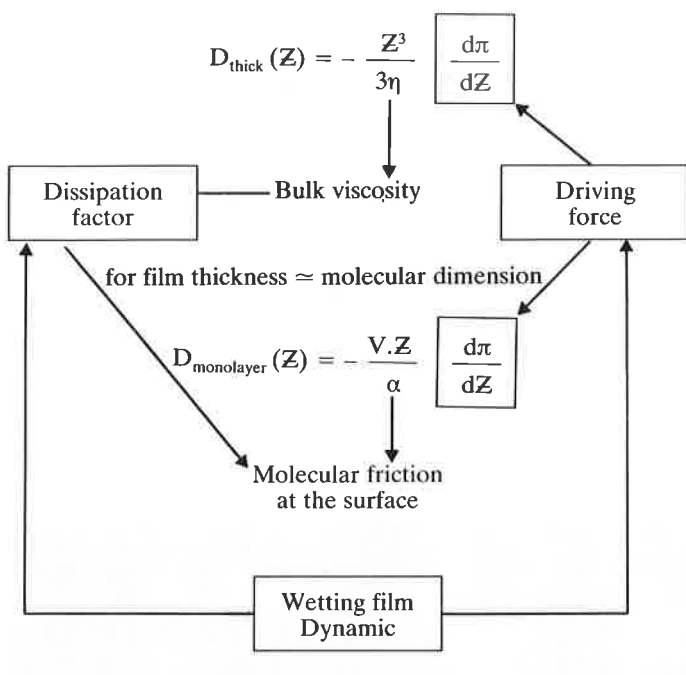 D_thick (Z) = - Z³/3η dπ/dZ
Dissipation
factor
Bulk viscosity
Driving
force
for film thickness ≃ molecular dimension
D_monolayer (Z) = - V.Z/α dπ/dZ
Molecular friction
at the surface
Wetting film
Dynamic